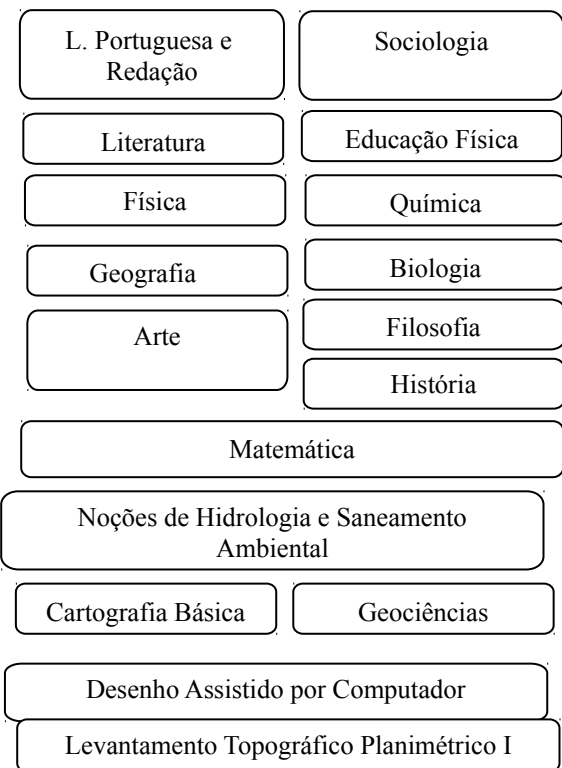 L. Portuguesa e
Redação
Sociologia
Literatura
Educação Física
Física
Química
Geografia
Biologia
Arte
Filosofia
História
Matemática
Noções de Hidrologia e Saneamento
Ambiental
Cartografia Básica
Geociências
Desenho Assistido por Computador
Levantamento Topográfico Planimétrico I